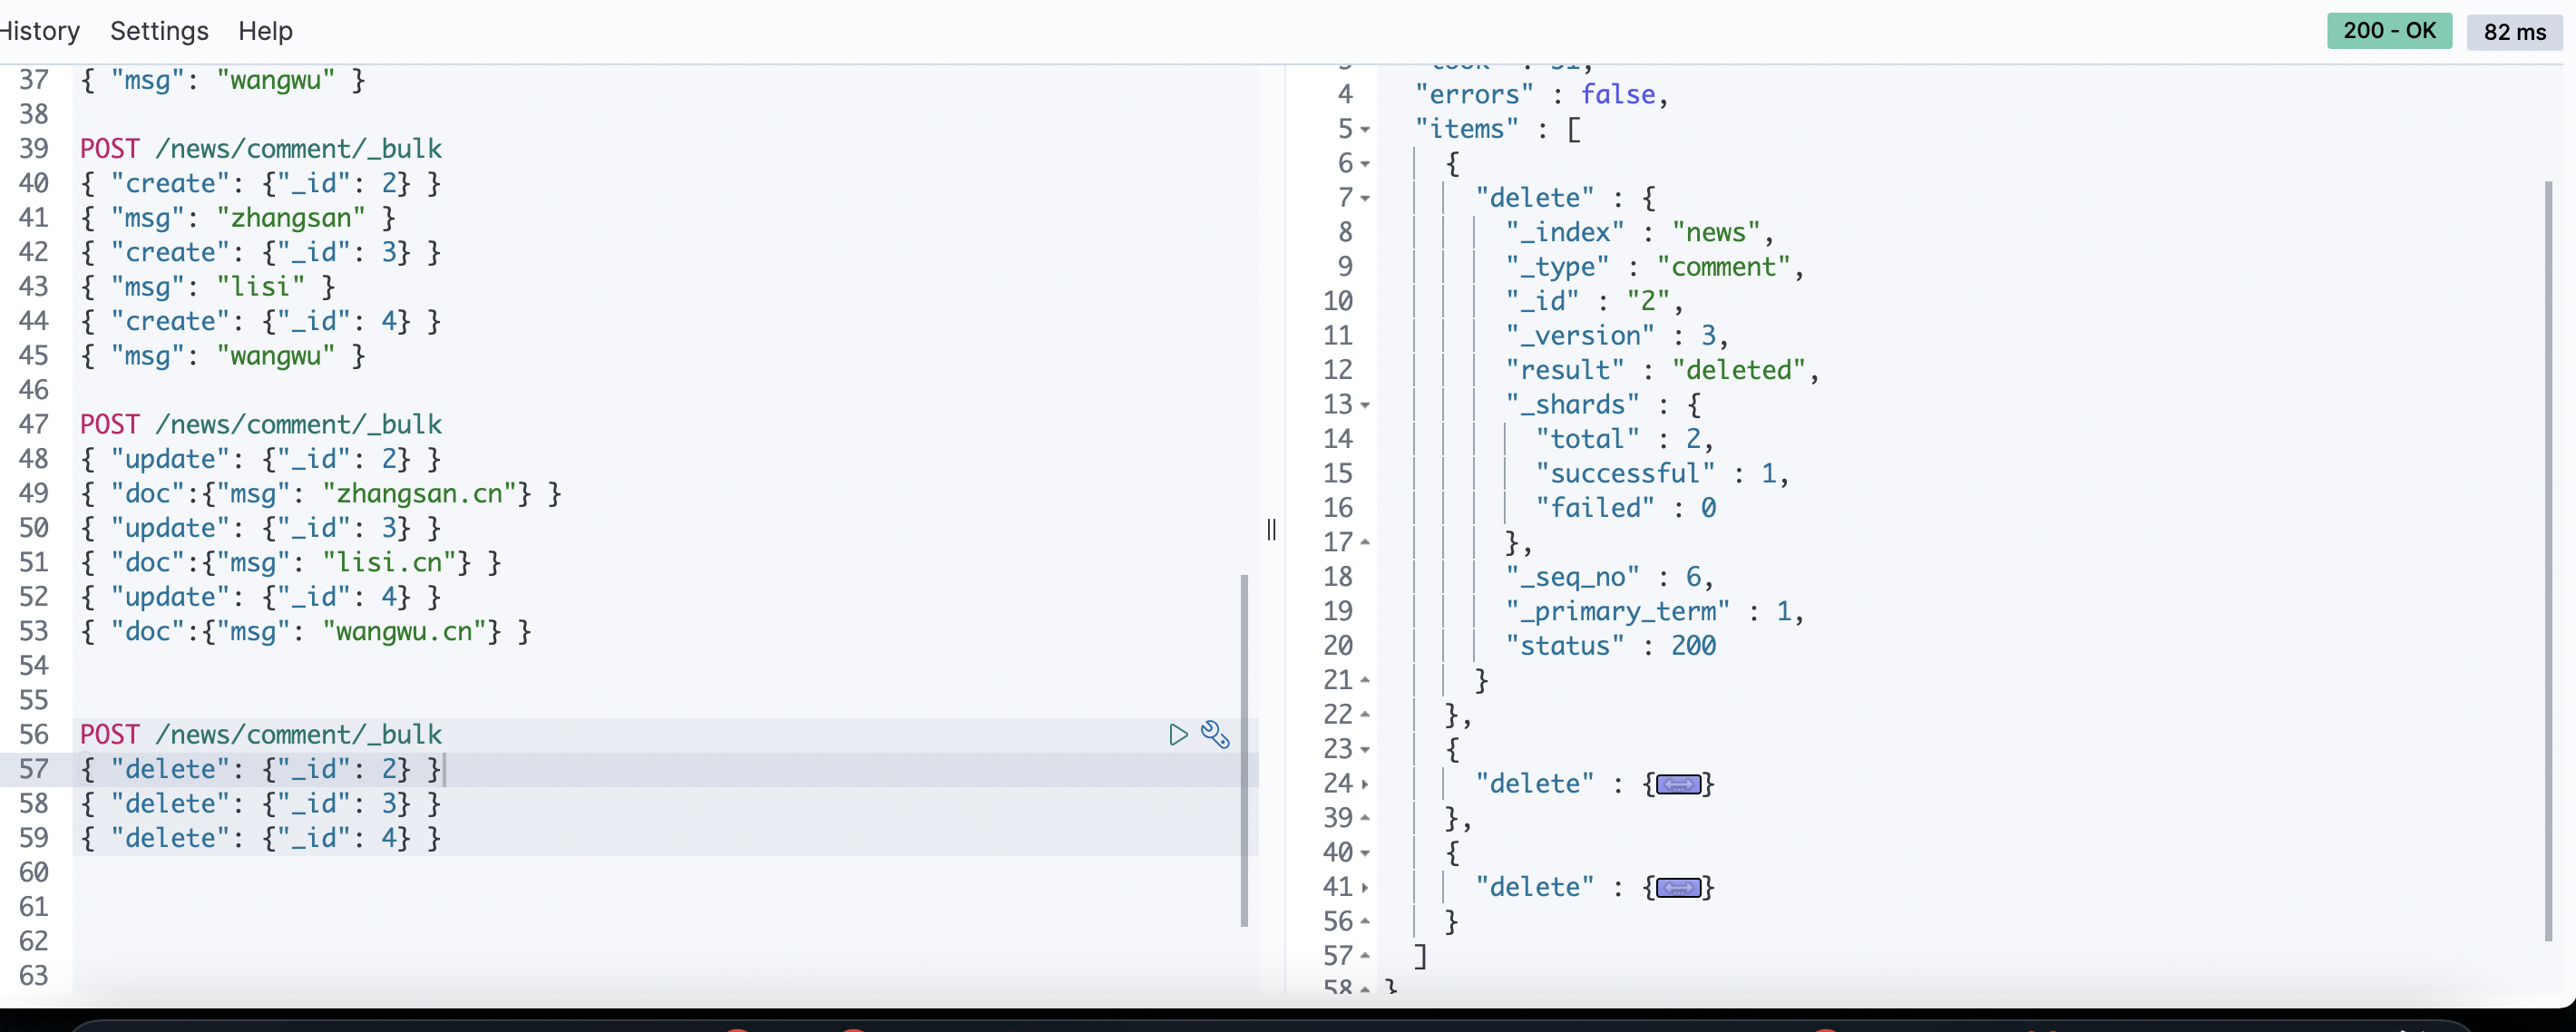 History Settings Help 200 - OK 82 ms
37 { "msg": "wangwu" }
38
39 POST /news/comment/_bulk
40 { "create": {"_id": 2} }
41 { "msg": "zhangsan" }
42 { "create": {"_id": 3} }
43 { "msg": "lisi" }
44 { "create": {"_id": 4} }
45 { "msg": "wangwu" }
46
47 POST /news/comment/_bulk
48 { "update": {"_id": 2} }
49 { "doc":{"msg": "zhangsan.cn"} }
50 { "update": {"_id": 3} }
51 { "doc":{"msg": "lisi.cn"} }
52 { "update": {"_id": 4} }
53 { "doc":{"msg": "wangwu.cn"} }
54
55
56 POST /news/comment/_bulk
57 { "delete": {"_id": 2} }
58 { "delete": {"_id": 3} }
59 { "delete": {"_id": 4} }
60
61
62
63
4 "errors" : false,
5 "items" : [
6 {
7 "delete" : {
8 "_index" : "news",
9 "_type" : "comment",
10 "_id" : "2",
11 "_version" : 3,
12 "result" : "deleted",
13 "_shards" : {
14 "total" : 2,
15 "successful" : 1,
16 "failed" : 0
17 },
18 "_seq_no" : 6,
19 "_primary_term" : 1,
20 "status" : 200
21 }
22 },
23 {
24 "delete" : {}
39 },
40 {
41 "delete" : {}
56 }
57 ]
58 }